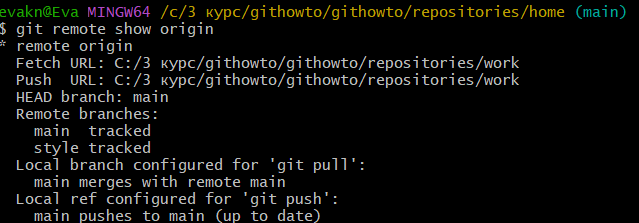 evakn@Eva MINGW64 /c/3 курс/githowto/githowto/repositories/home (main)
$ git remote show origin
* remote origin
  Fetch URL: C:/3 курс/githowto/githowto/repositories/work
  Push  URL: C:/3 курс/githowto/githowto/repositories/work
  HEAD branch: main
  Remote branches:
    main  tracked
    style tracked
  Local branch configured for 'git pull':
    main merges with remote main
  Local ref configured for 'git push':
    main pushes to main (up to date)